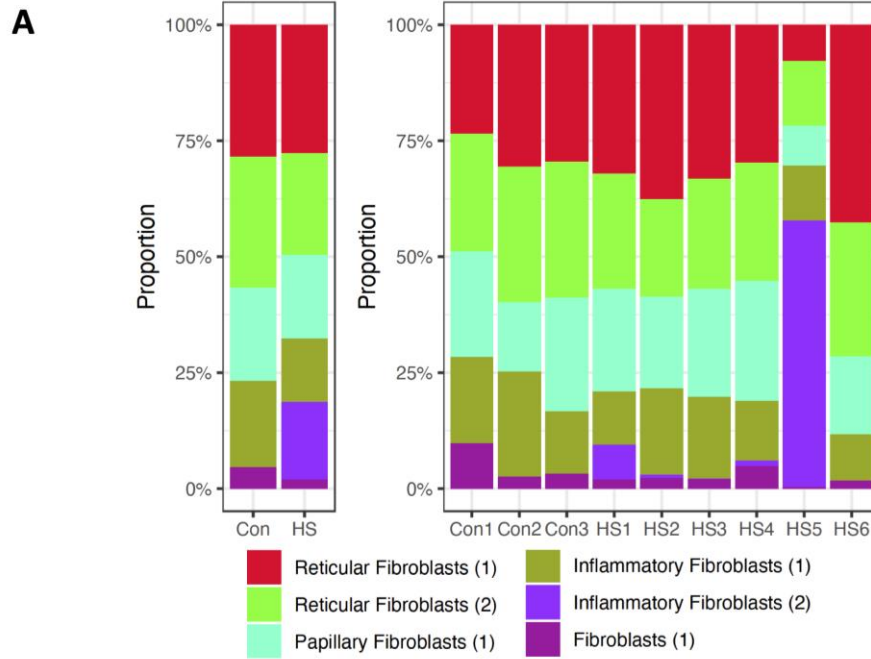 A
100%
75%
50%
25%
0%
Proportion
Con HS
100%
75%
50%
25%
0%
Proportion
Con1 Con2 Con3 HS1 HS2 HS3 HS4 HS5 HS6
Reticular Fibroblasts (1)
Reticular Fibroblasts (2)
Papillary Fibroblasts (1)
Inflammatory Fibroblasts (1)
Inflammatory Fibroblasts (2)
Fibroblasts (1)